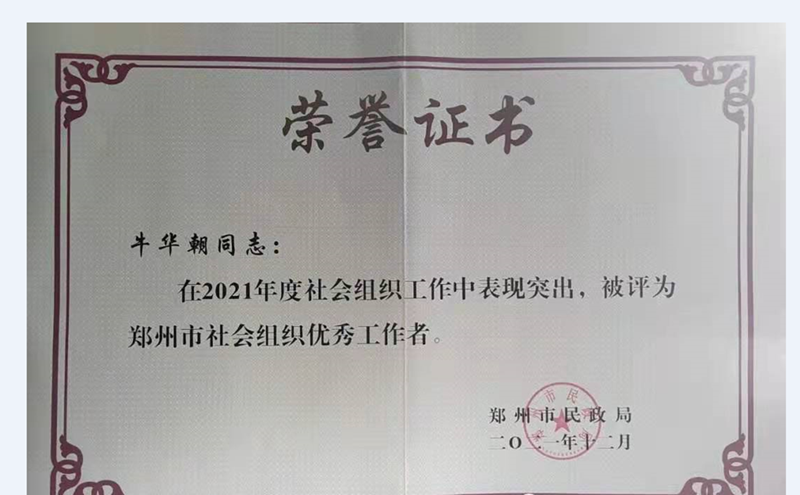 荣誉证书
牛华朝同志：
在2021年度社会组织工作中表现突出，被评为
郑州市社会组织优秀工作者。
郑州市民政局
二〇二一年十二月